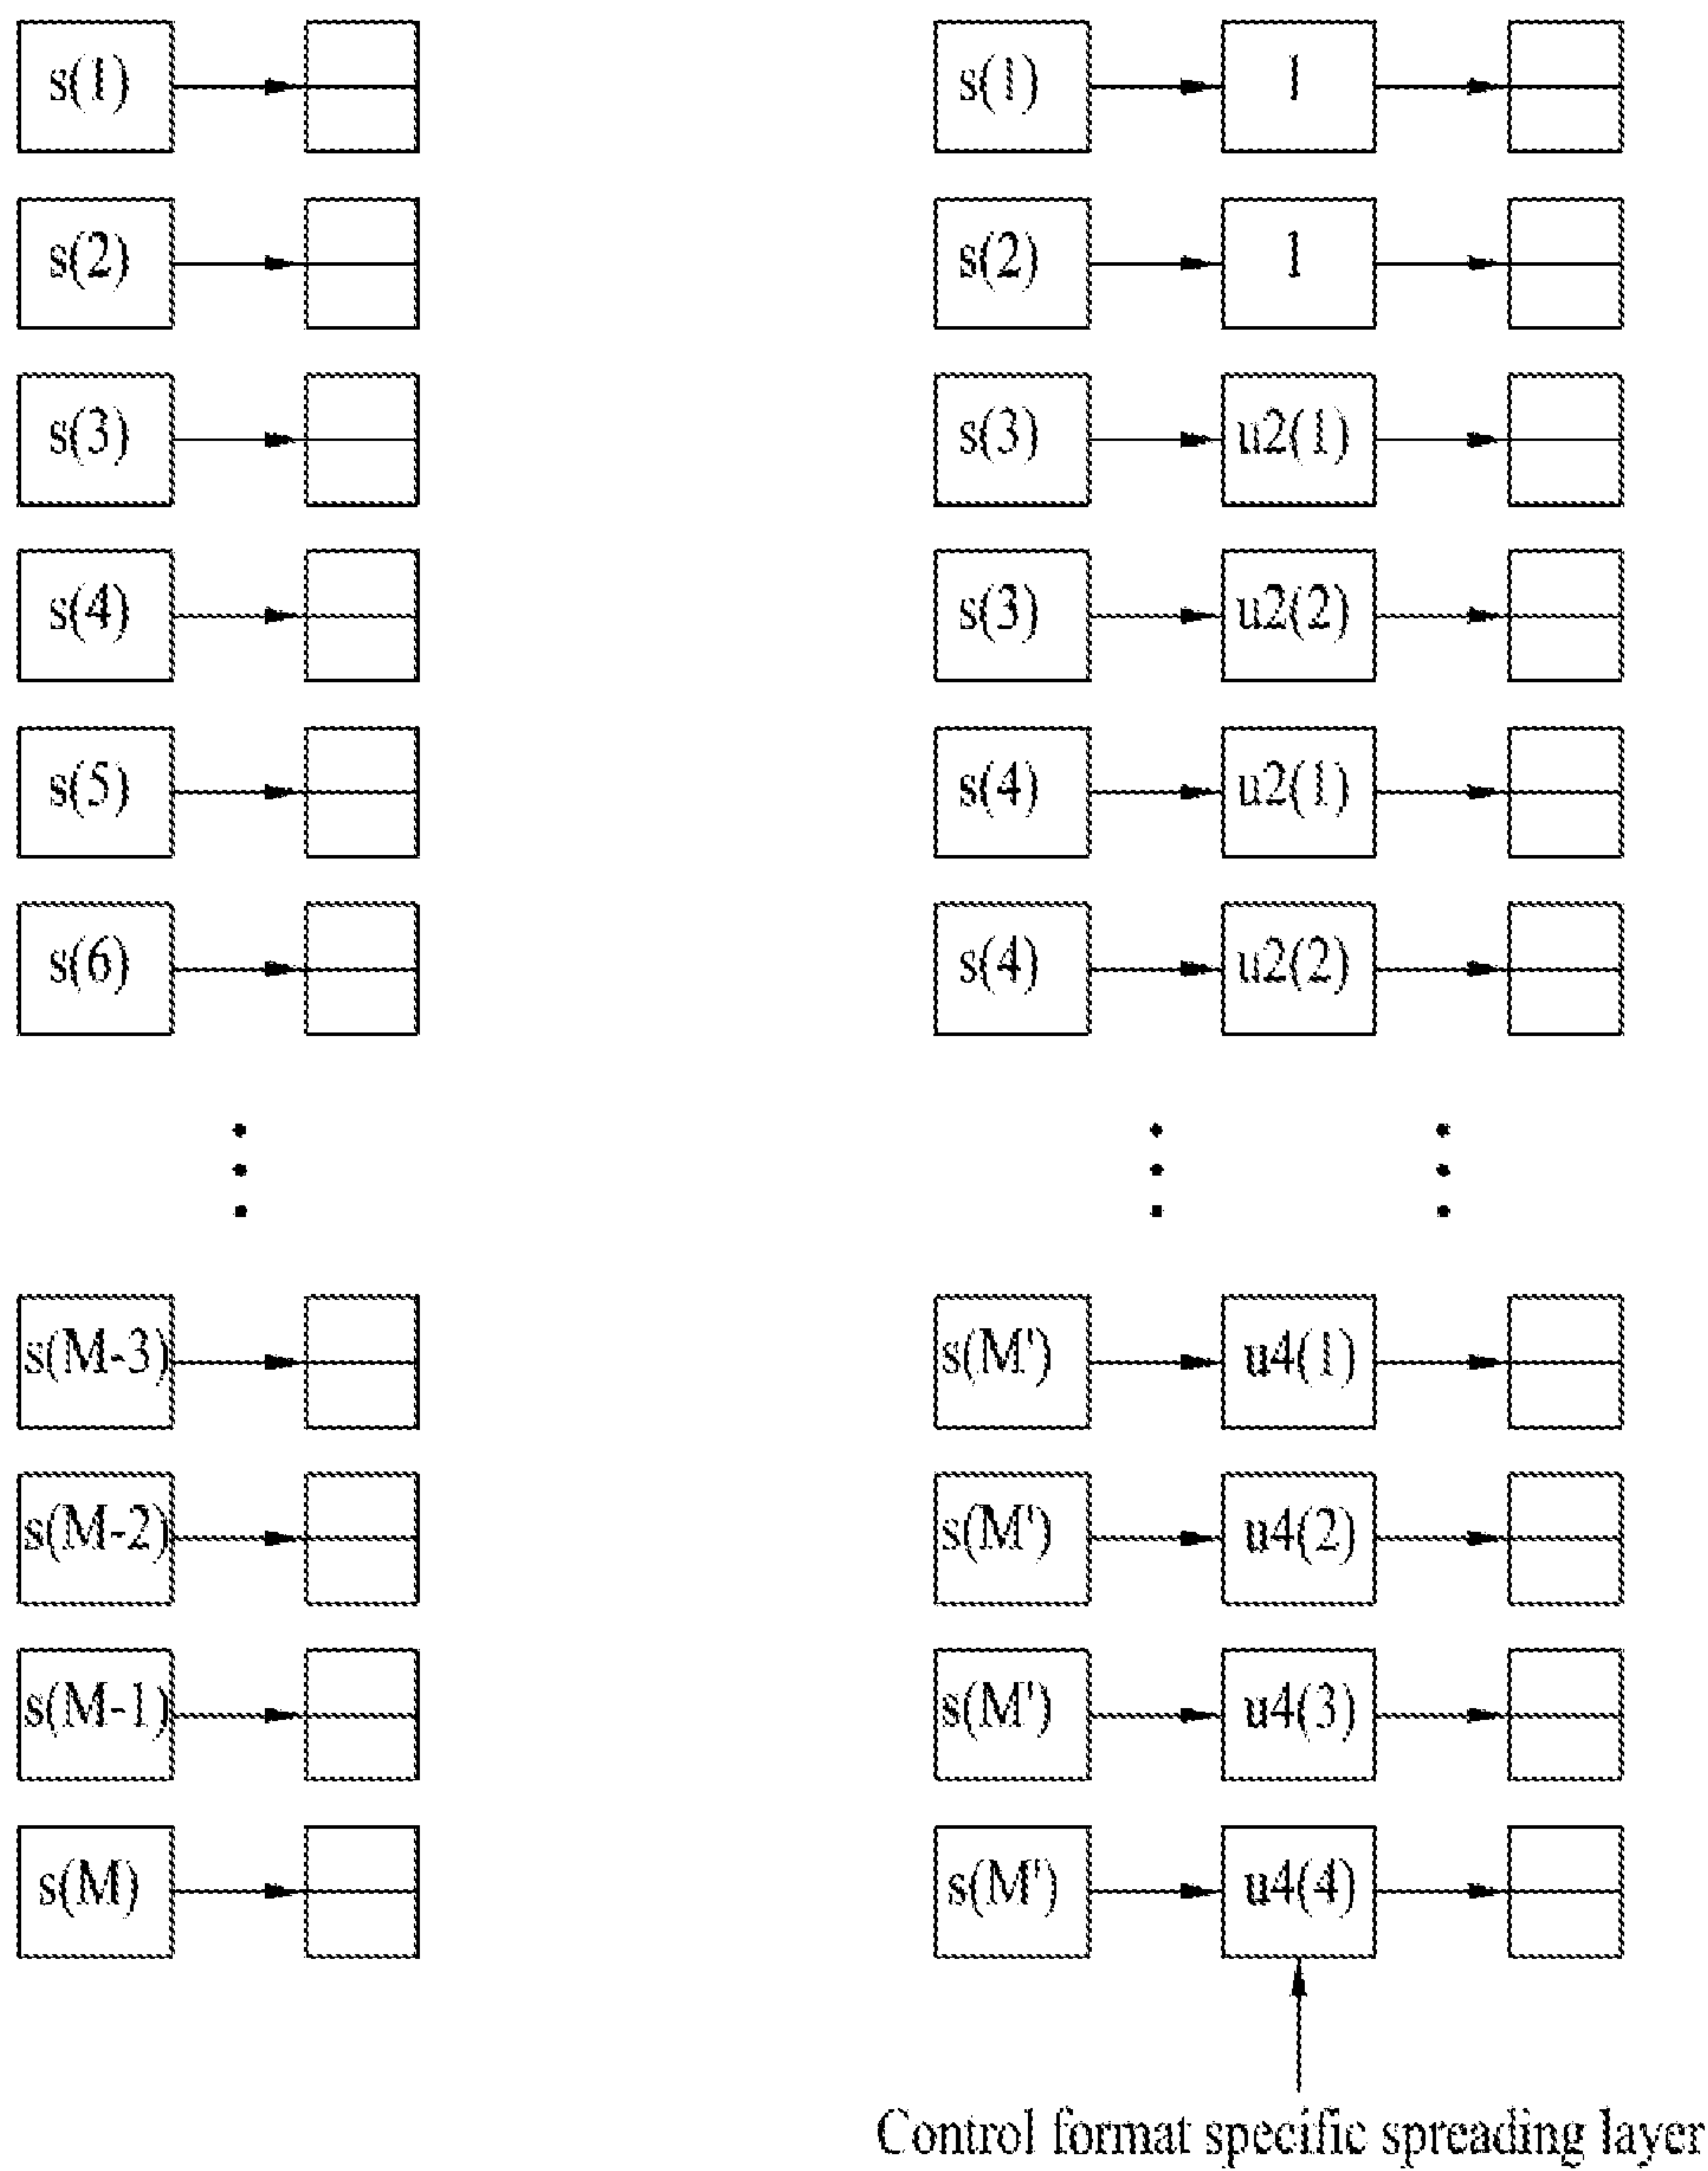 s(1) s(1) 1
s(2) s(2) 1
s(3) s(3) u2(1)
s(4) s(3) u2(2)
s(5) s(4) u2(1)
s(6) s(4) u2(2)
s(M-3) s(M') u4(1)
s(M-2) s(M') u4(2)
s(M-1) s(M') u4(3)
s(M) s(M') u4(4)
Control format specific spreading layer